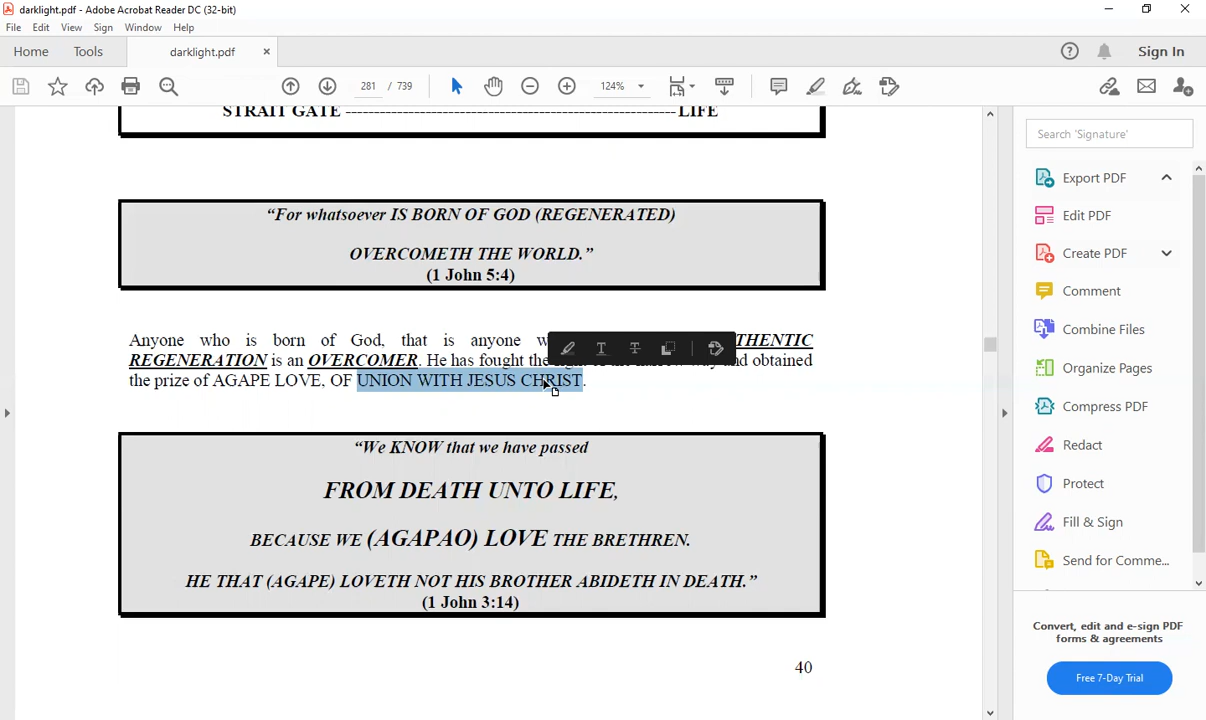 darklight.pdf - Adobe Acrobat Reader DC (32-bit)
File Edit View Sign Window Help
Home Tools darklight.pdf × Sign In
281 / 739 124%
STRAIT GATE ---------------------------------------------------------LIFE
“For whatsoever IS BORN OF GOD (REGENERATED)
OVERCOMETH THE WORLD.”
(1 John 5:4)
Anyone who is born of God, that is anyone THENTIC
REGENERATION is an OVERCOMER. He has fought the of the narrow way and obtained
the prize of AGAPE LOVE, OF UNION WITH JESUS CHRIST.
“We KNOW that we have passed
FROM DEATH UNTO LIFE,
BECAUSE WE (AGAPAO) LOVE THE BRETHREN.
HE THAT (AGAPE) LOVETH NOT HIS BROTHER ABIDETH IN DEATH.”
(1 John 3:14)
40
Search 'Signature'
Export PDF
Edit PDF
Create PDF
Comment
Combine Files
Organize Pages
Compress PDF
Redact
Protect
Fill & Sign
Send for Comme...
Convert, edit and e-sign PDF
forms & agreements
Free 7-Day Trial